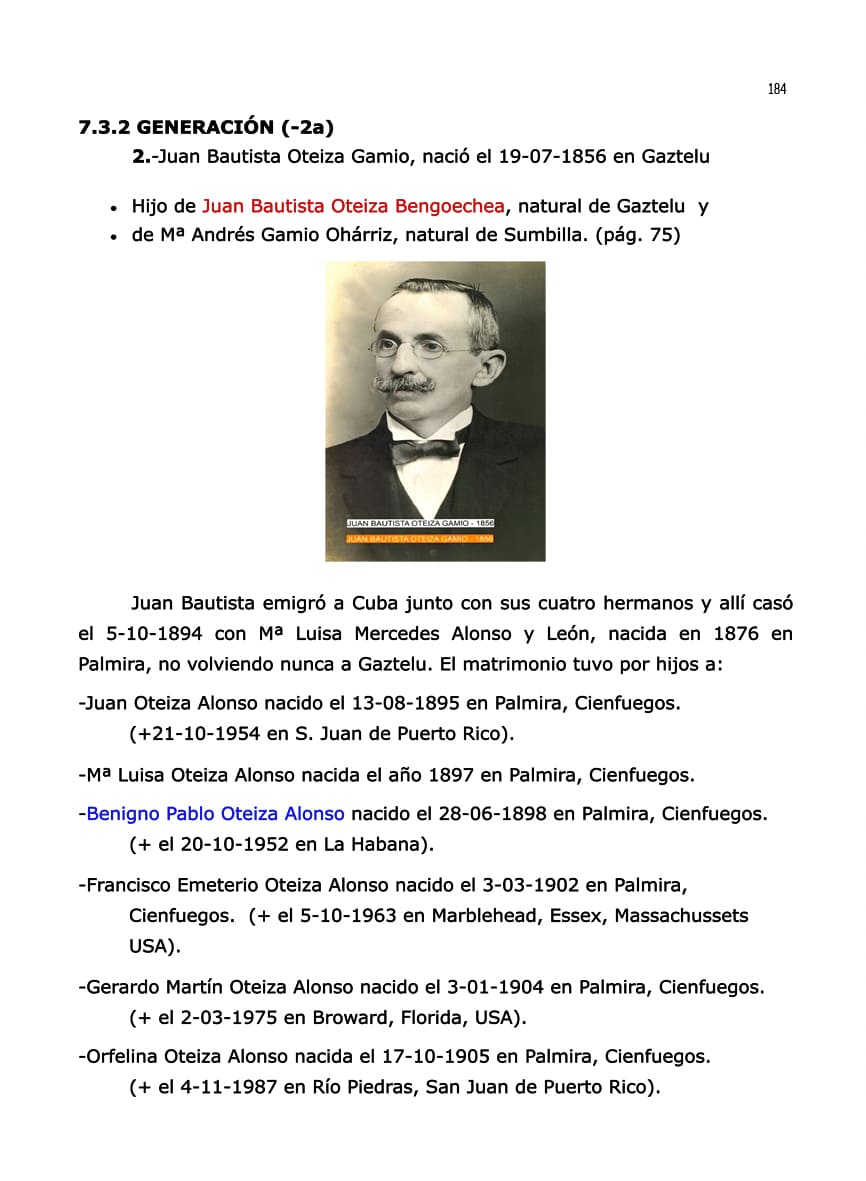 184
7.3.2 GENERACIÓN (-2a)
2.-Juan Bautista Oteiza Gamio, nació el 19-07-1856 en Gaztelu
• Hijo de Juan Bautista Oteiza Bengoechea, natural de Gaztelu y
• de Mª Andrés Gamio Ohárriz, natural de Sumbilla. (pág. 75)
JUAN BAUTISTA OTEIZA GAMIO - 1856
JUAN BAUTISTA OTEIZA GAMIO - 1856
Juan Bautista emigró a Cuba junto con sus cuatro hermanos y allí casó
el 5-10-1894 con Mª Luisa Mercedes Alonso y León, nacida en 1876 en
Palmira, no volviendo nunca a Gaztelu. El matrimonio tuvo por hijos a:
-Juan Oteiza Alonso nacido el 13-08-1895 en Palmira, Cienfuegos.
(+21-10-1954 en S. Juan de Puerto Rico).
-Mª Luisa Oteiza Alonso nacida el año 1897 en Palmira, Cienfuegos.
-Benigno Pablo Oteiza Alonso nacido el 28-06-1898 en Palmira, Cienfuegos.
(+ el 20-10-1952 en La Habana).
-Francisco Emeterio Oteiza Alonso nacido el 3-03-1902 en Palmira,
Cienfuegos. (+ el 5-10-1963 en Marblehead, Essex, Massachussets
USA).
-Gerardo Martín Oteiza Alonso nacido el 3-01-1904 en Palmira, Cienfuegos.
(+ el 2-03-1975 en Broward, Florida, USA).
-Orfelina Oteiza Alonso nacida el 17-10-1905 en Palmira, Cienfuegos.
(+ el 4-11-1987 en Río Piedras, San Juan de Puerto Rico).